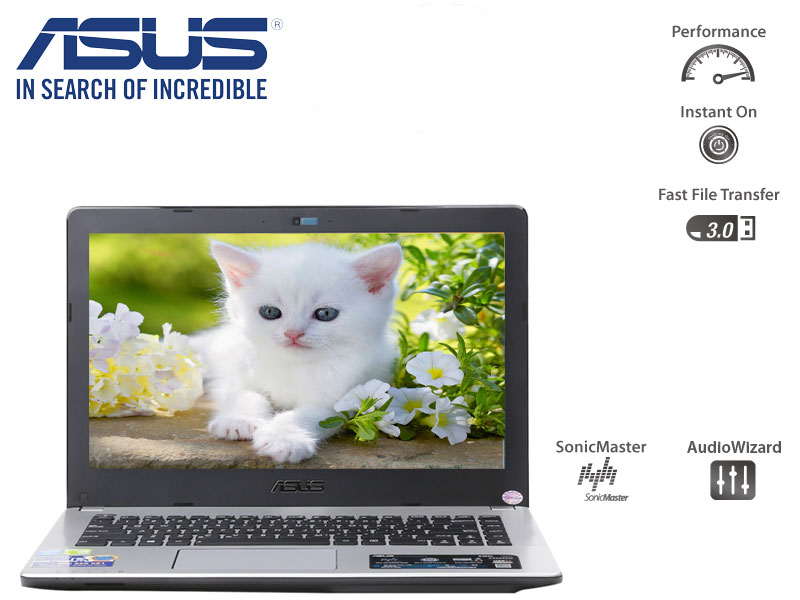 ASUS®
IN SEARCH OF INCREDIBLE
Performance
Instant On
Fast File Transfer
3.0
ASUS
SonicMaster
SonicMaster
AudioWizard